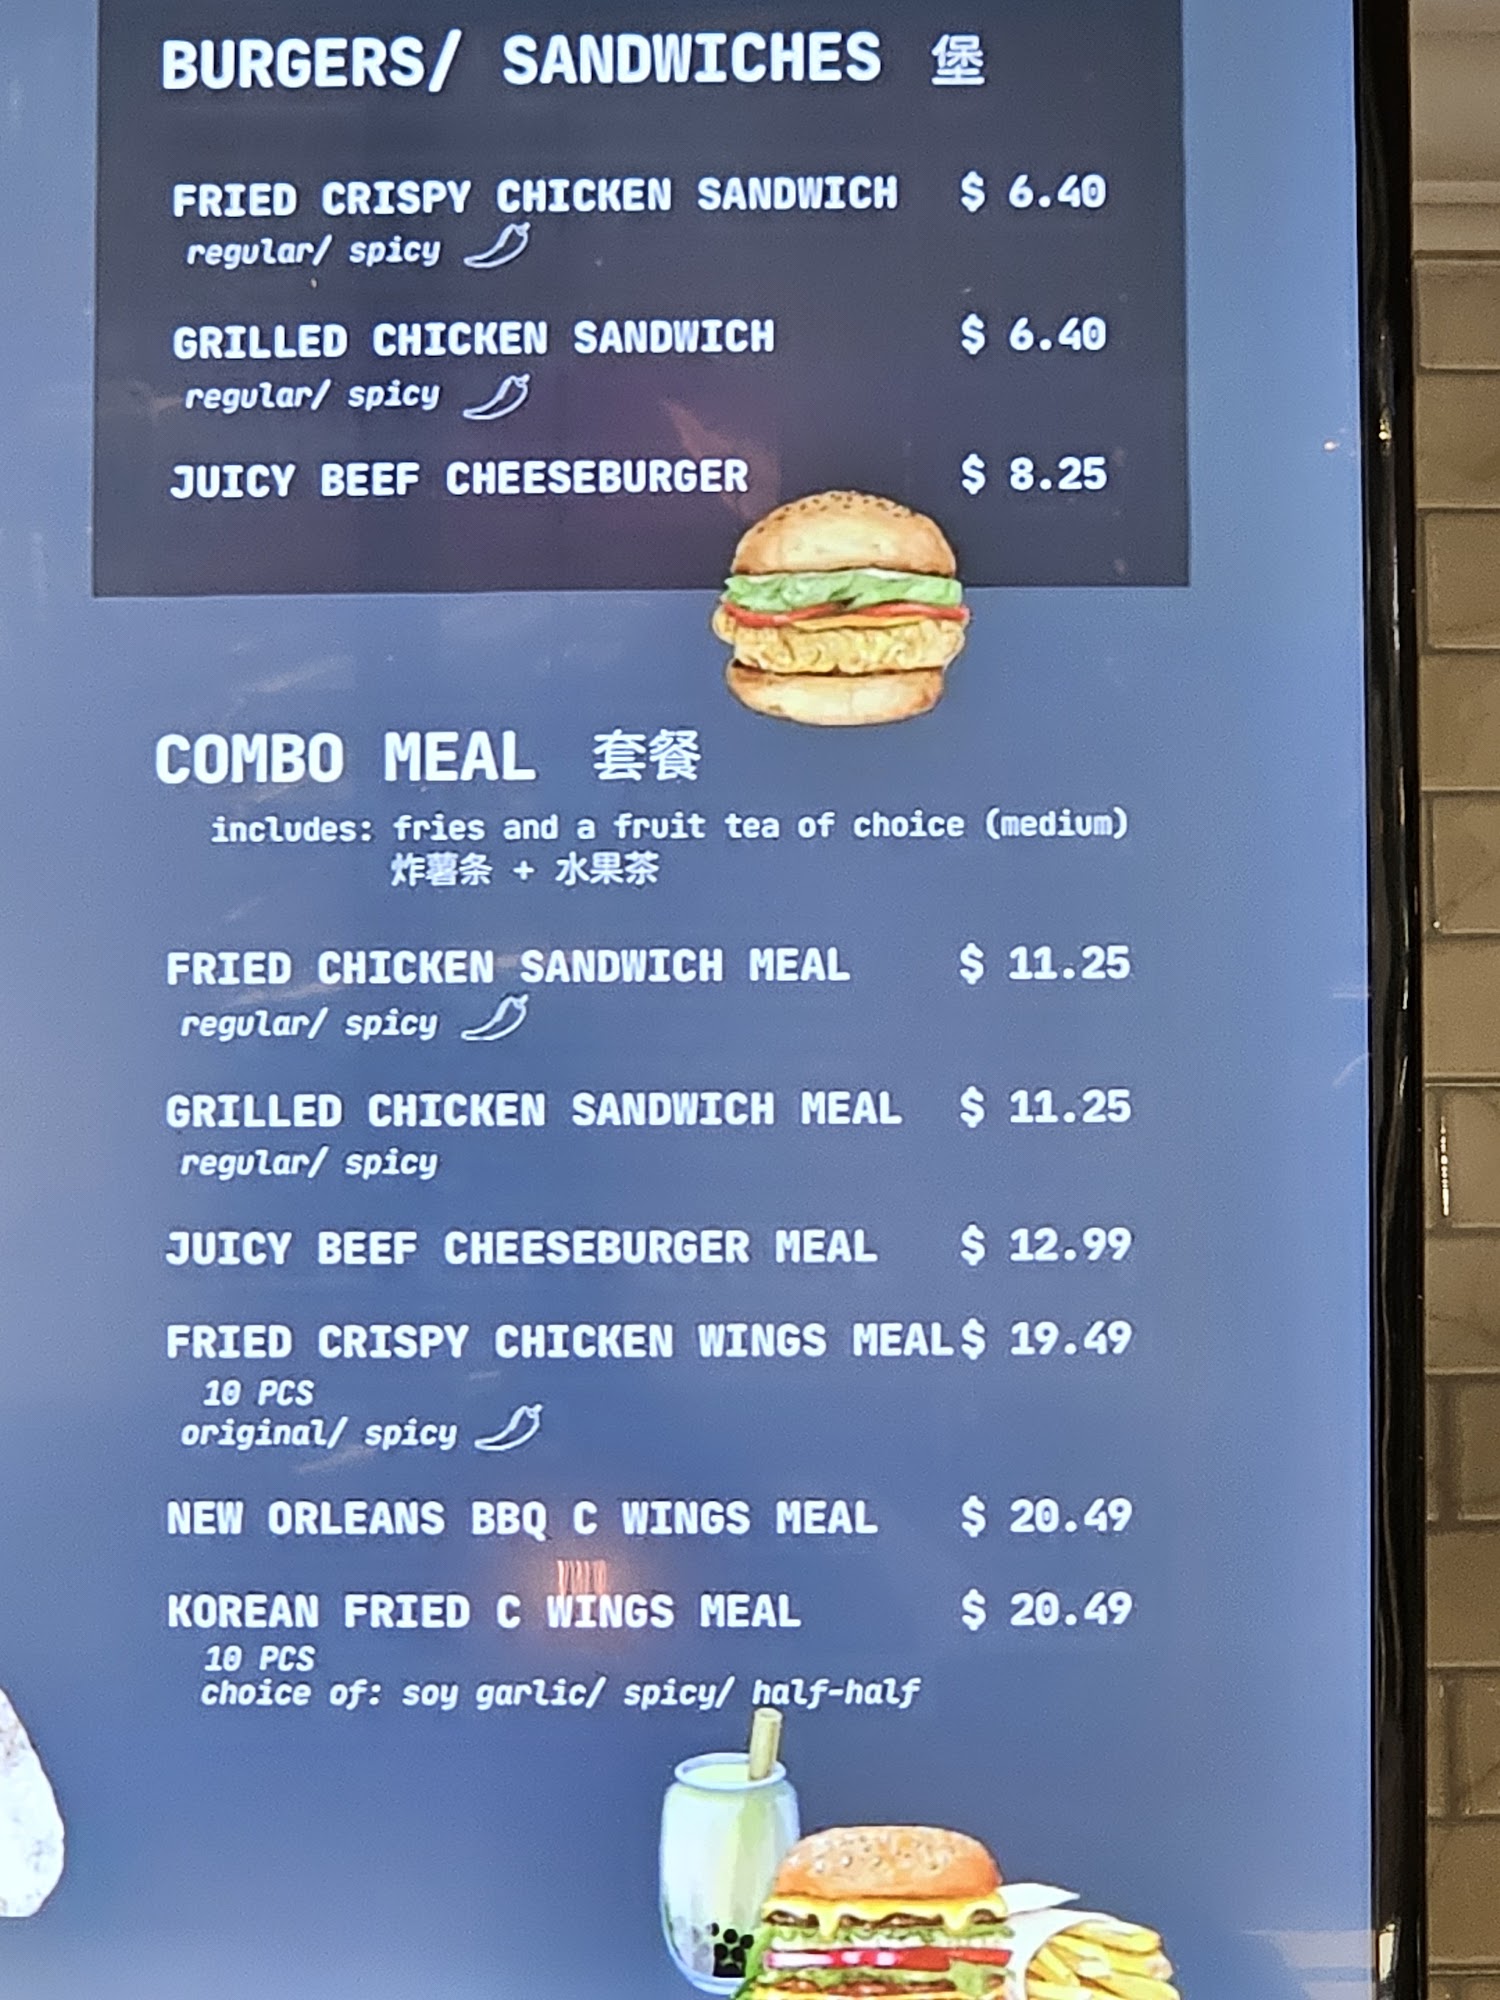 BURGERS/ SANDWICHES 堡
FRIED CRISPY CHICKEN SANDWICH $ 6.40
regular/ spicy
GRILLED CHICKEN SANDWICH $ 6.40
regular/ spicy
JUICY BEEF CHEESEBURGER $ 8.25
COMBO MEAL 套餐
includes: fries and a fruit tea of choice (medium)
炸薯条 + 水果茶
FRIED CHICKEN SANDWICH MEAL $ 11.25
regular/ spicy
GRILLED CHICKEN SANDWICH MEAL $ 11.25
regular/ spicy
JUICY BEEF CHEESEBURGER MEAL $ 12.99
FRIED CRISPY CHICKEN WINGS MEAL $ 19.49
10 PCS
original/ spicy
NEW ORLEANS BBQ C WINGS MEAL $ 20.49
KOREAN FRIED C WINGS MEAL $ 20.49
10 PCS
choice of: soy garlic/ spicy/ half-half